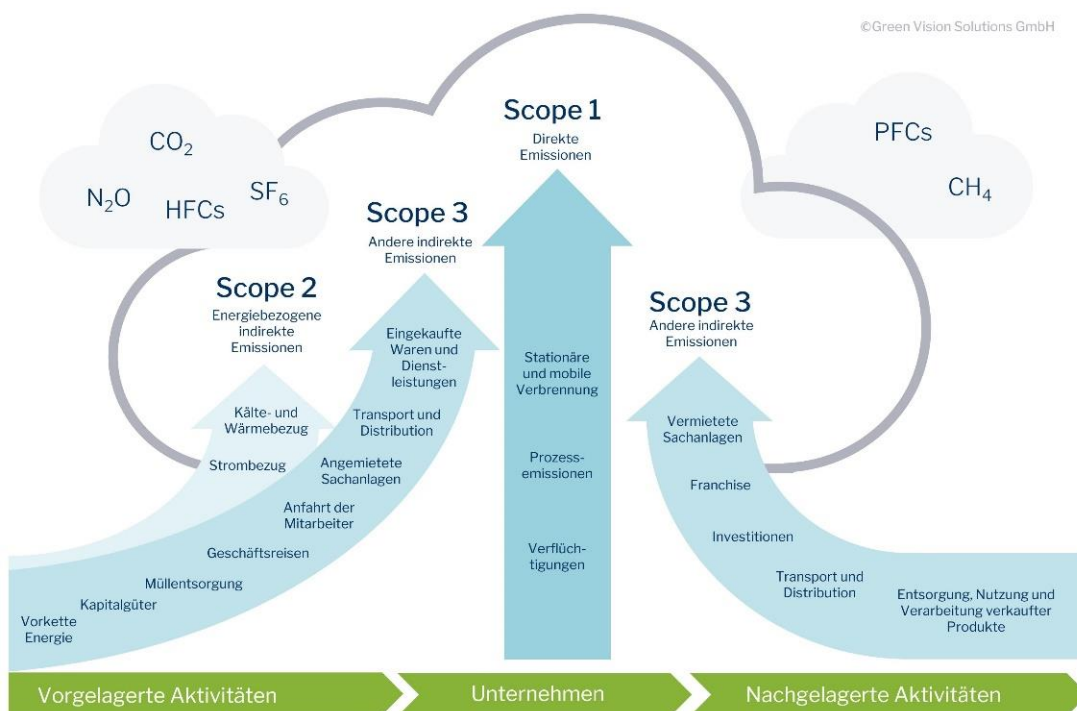 ©Green Vision Solutions GmbH
CO₂
N₂O
HFCs
SF₆
PFCs
CH₄
Scope 1
Direkte
Emissionen
Scope 3
Andere indirekte
Emissionen
Scope 2
Energiebezogene
indirekte
Emissionen
Scope 3
Andere indirekte
Emissionen
Kälte- und
Wärmebezug
Strombezug
Eingekaufte
Waren und
Dienst-
leistungen
Transport und
Distribution
Angemietete
Sachanlagen
Anfahrt der
Mitarbeiter
Geschäftsreisen
Müllentsorgung
Kapitalgüter
Vorkette
Energie
Stationäre
und mobile
Verbrennung
Prozess-
emissionen
Verflüch-
tigungen
Vermietete
Sachanlagen
Franchise
Investitionen
Transport und
Distribution
Entsorgung, Nutzung und
Verarbeitung verkaufter
Produkte
Vorgelagerte Aktivitäten
Unternehmen
Nachgelagerte Aktivitäten